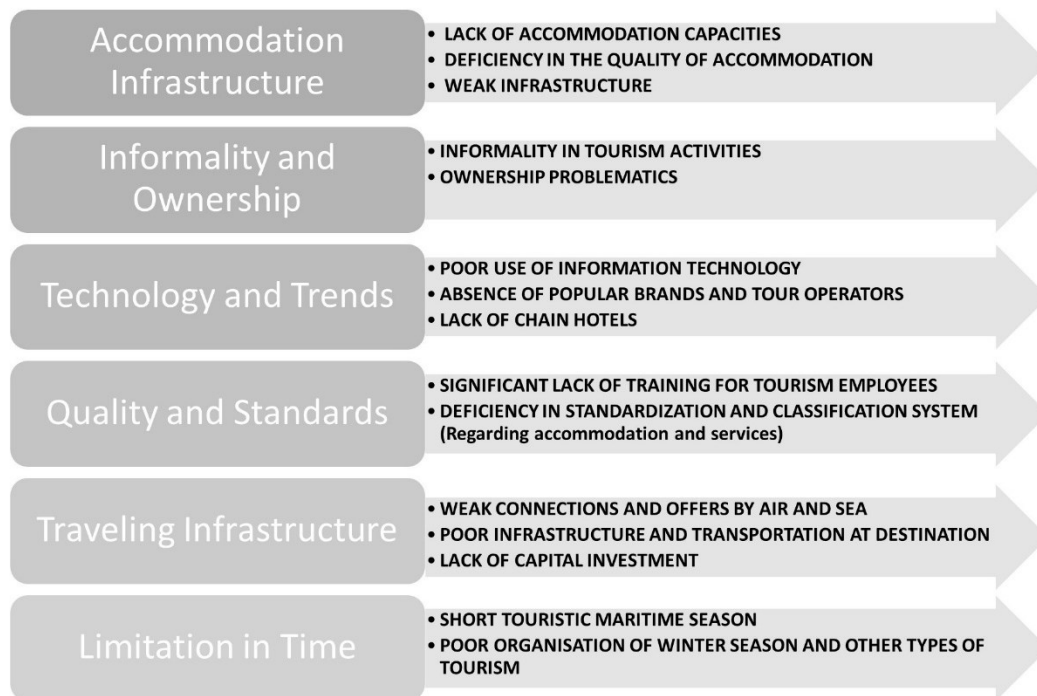 Accommodation
Infrastructure
• LACK OF ACCOMMODATION CAPACITIES
• DEFICIENCY IN THE QUALITY OF ACCOMMODATION
• WEAK INFRASTRUCTURE
Informality and
Ownership
• INFORMALITY IN TOURISM ACTIVITIES
• OWNERSHIP PROBLEMATICS
Technology and Trends
• POOR USE OF INFORMATION TECHNOLOGY
• ABSENCE OF POPULAR BRANDS AND TOUR OPERATORS
• LACK OF CHAIN HOTELS
Quality and Standards
• SIGNIFICANT LACK OF TRAINING FOR TOURISM EMPLOYEES
• DEFICIENCY IN STANDARDIZATION AND CLASSIFICATION SYSTEM
(Regarding accommodation and services)
Traveling Infrastructure
• WEAK CONNECTIONS AND OFFERS BY AIR AND SEA
• POOR INFRASTRUCTURE AND TRANSPORTATION AT DESTINATION
• LACK OF CAPITAL INVESTMENT
Limitation in Time
• SHORT TOURISTIC MARITIME SEASON
• POOR ORGANISATION OF WINTER SEASON AND OTHER TYPES OF
TOURISM